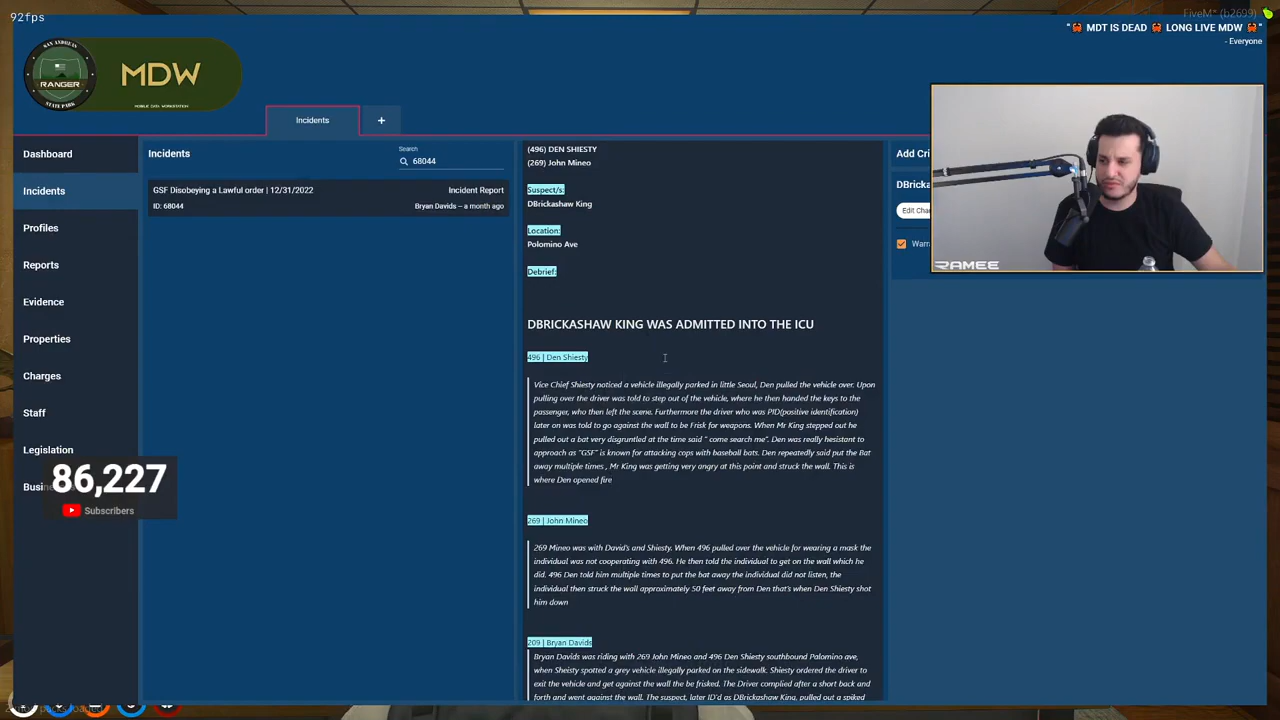 92fps
FiveM® (b2699)
" MDT IS DEAD LONG LIVE MDW "
- Everyone
SAN ANDREAS
RANGER
STATE PARK
MDW
Incidents
+
Dashboard
Incidents
Profiles
Reports
Evidence
Properties
Charges
Staff
Legislation
Busin
86,227
Subscribers
Incidents
Search
68044
GSF Disobeying a Lawful order | 12/31/2022
Incident Report
ID: 68044
Bryan Davids – a month ago
(496) DEN SHIESTY
(269) John Mineo
Suspect/s:
DBrickashaw King
Location:
Polomino Ave
Debrief:
DBRICKASHAW KING WAS ADMITTED INTO THE ICU
496 | Den Shiesty
Vice Chief Shiesty noticed a vehicle illegally parked in little Seoul, Den pulled the vehicle over. Upon
pulling over the driver was told to step out of the vehicle, where he then handed the keys to the
passenger, who then left the scene. Furthermore the driver who was PID(positive identification)
later on was told to go against the wall to be Frisk for weapons. When Mr King stepped out he
pulled out a bat very disgruntled at the time said " come search me". Den was really hesistant to
approach as "GSF" is known for attacking cops with baseball bats. Den repeatedly said put the Bat
away multiple times , Mr King was getting very angry at this point and struck the wall. This is
where Den opened fire
269 | John Mineo
269 Mineo was with David's and Shiesty. When 496 pulled over the vehicle for wearing a mask the
individual was not cooperating with 496. He then told the individual to get on the wall which he
did. 496 Den told him multiple times to put the bat away the individual did not listen, the
individual then struck the wall approximately 50 feet away from Den that's when Den Shiesty shot
him down
209 | Bryan Davids
Bryan Davids was riding with 269 John Mineo and 496 Den Shiesty southbound Palomino ave,
when Sheisty spotted a grey vehicle illegally parked on the sidewalk. Shiesty ordered the driver to
exit the vehicle and get against the wall the be frisked. The Driver complied after a short back and
forth and went against the wall. The suspect, later ID'd as DBrickashaw King, pulled out a spiked
Add Cri
DBricka
Edit Cha
Warr
RAMEE